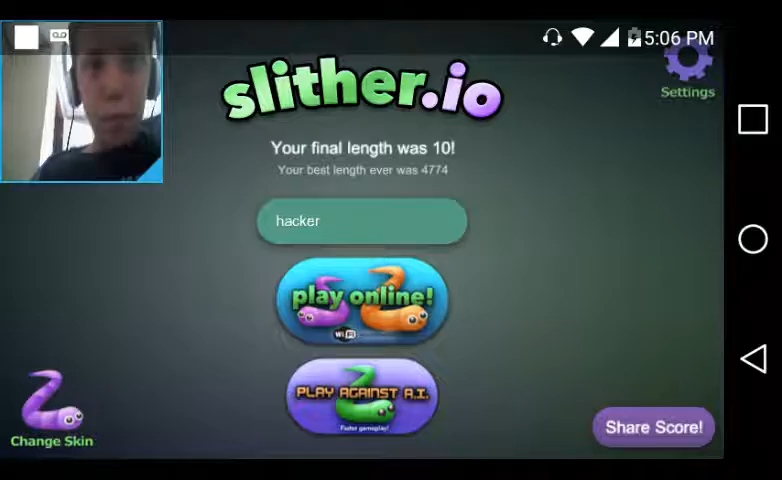 5:06 PM
slither.io
Settings
Your final length was 10!
Your best length ever was 4774
hacker
play online!
WiFi
PLAY AGAINST A.I.
Faster gameplay!
Change Skin
Share Score!